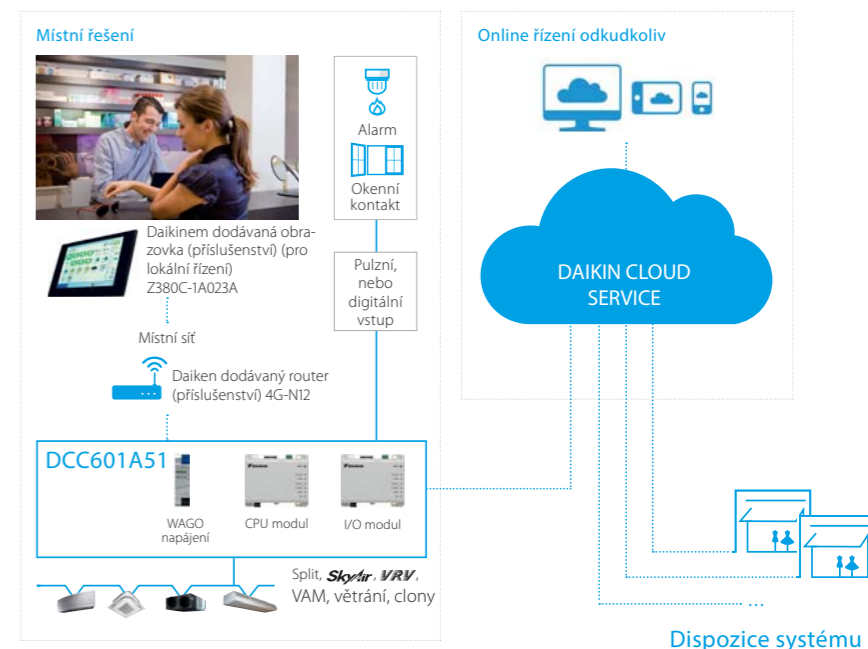 Místní řešení
Online řízení odkudkoliv
Alarm
Okenní
kontakt
Daikinem dodávaná obra-
zovka (příslušenství) (pro
lokální řízení)
Z380C-1A023A
Pulzní,
nebo
digitální
vstup
DAIKIN CLOUD
SERVICE
Místní síť
Daiken dodávaný router
(příslušenství) 4G-N12
DCC601A51
WAGO
napájení
CPU modul
I/O modul
Split, SkyAir, VRV,
VAM, větrání, clony
...
Dispozice systému